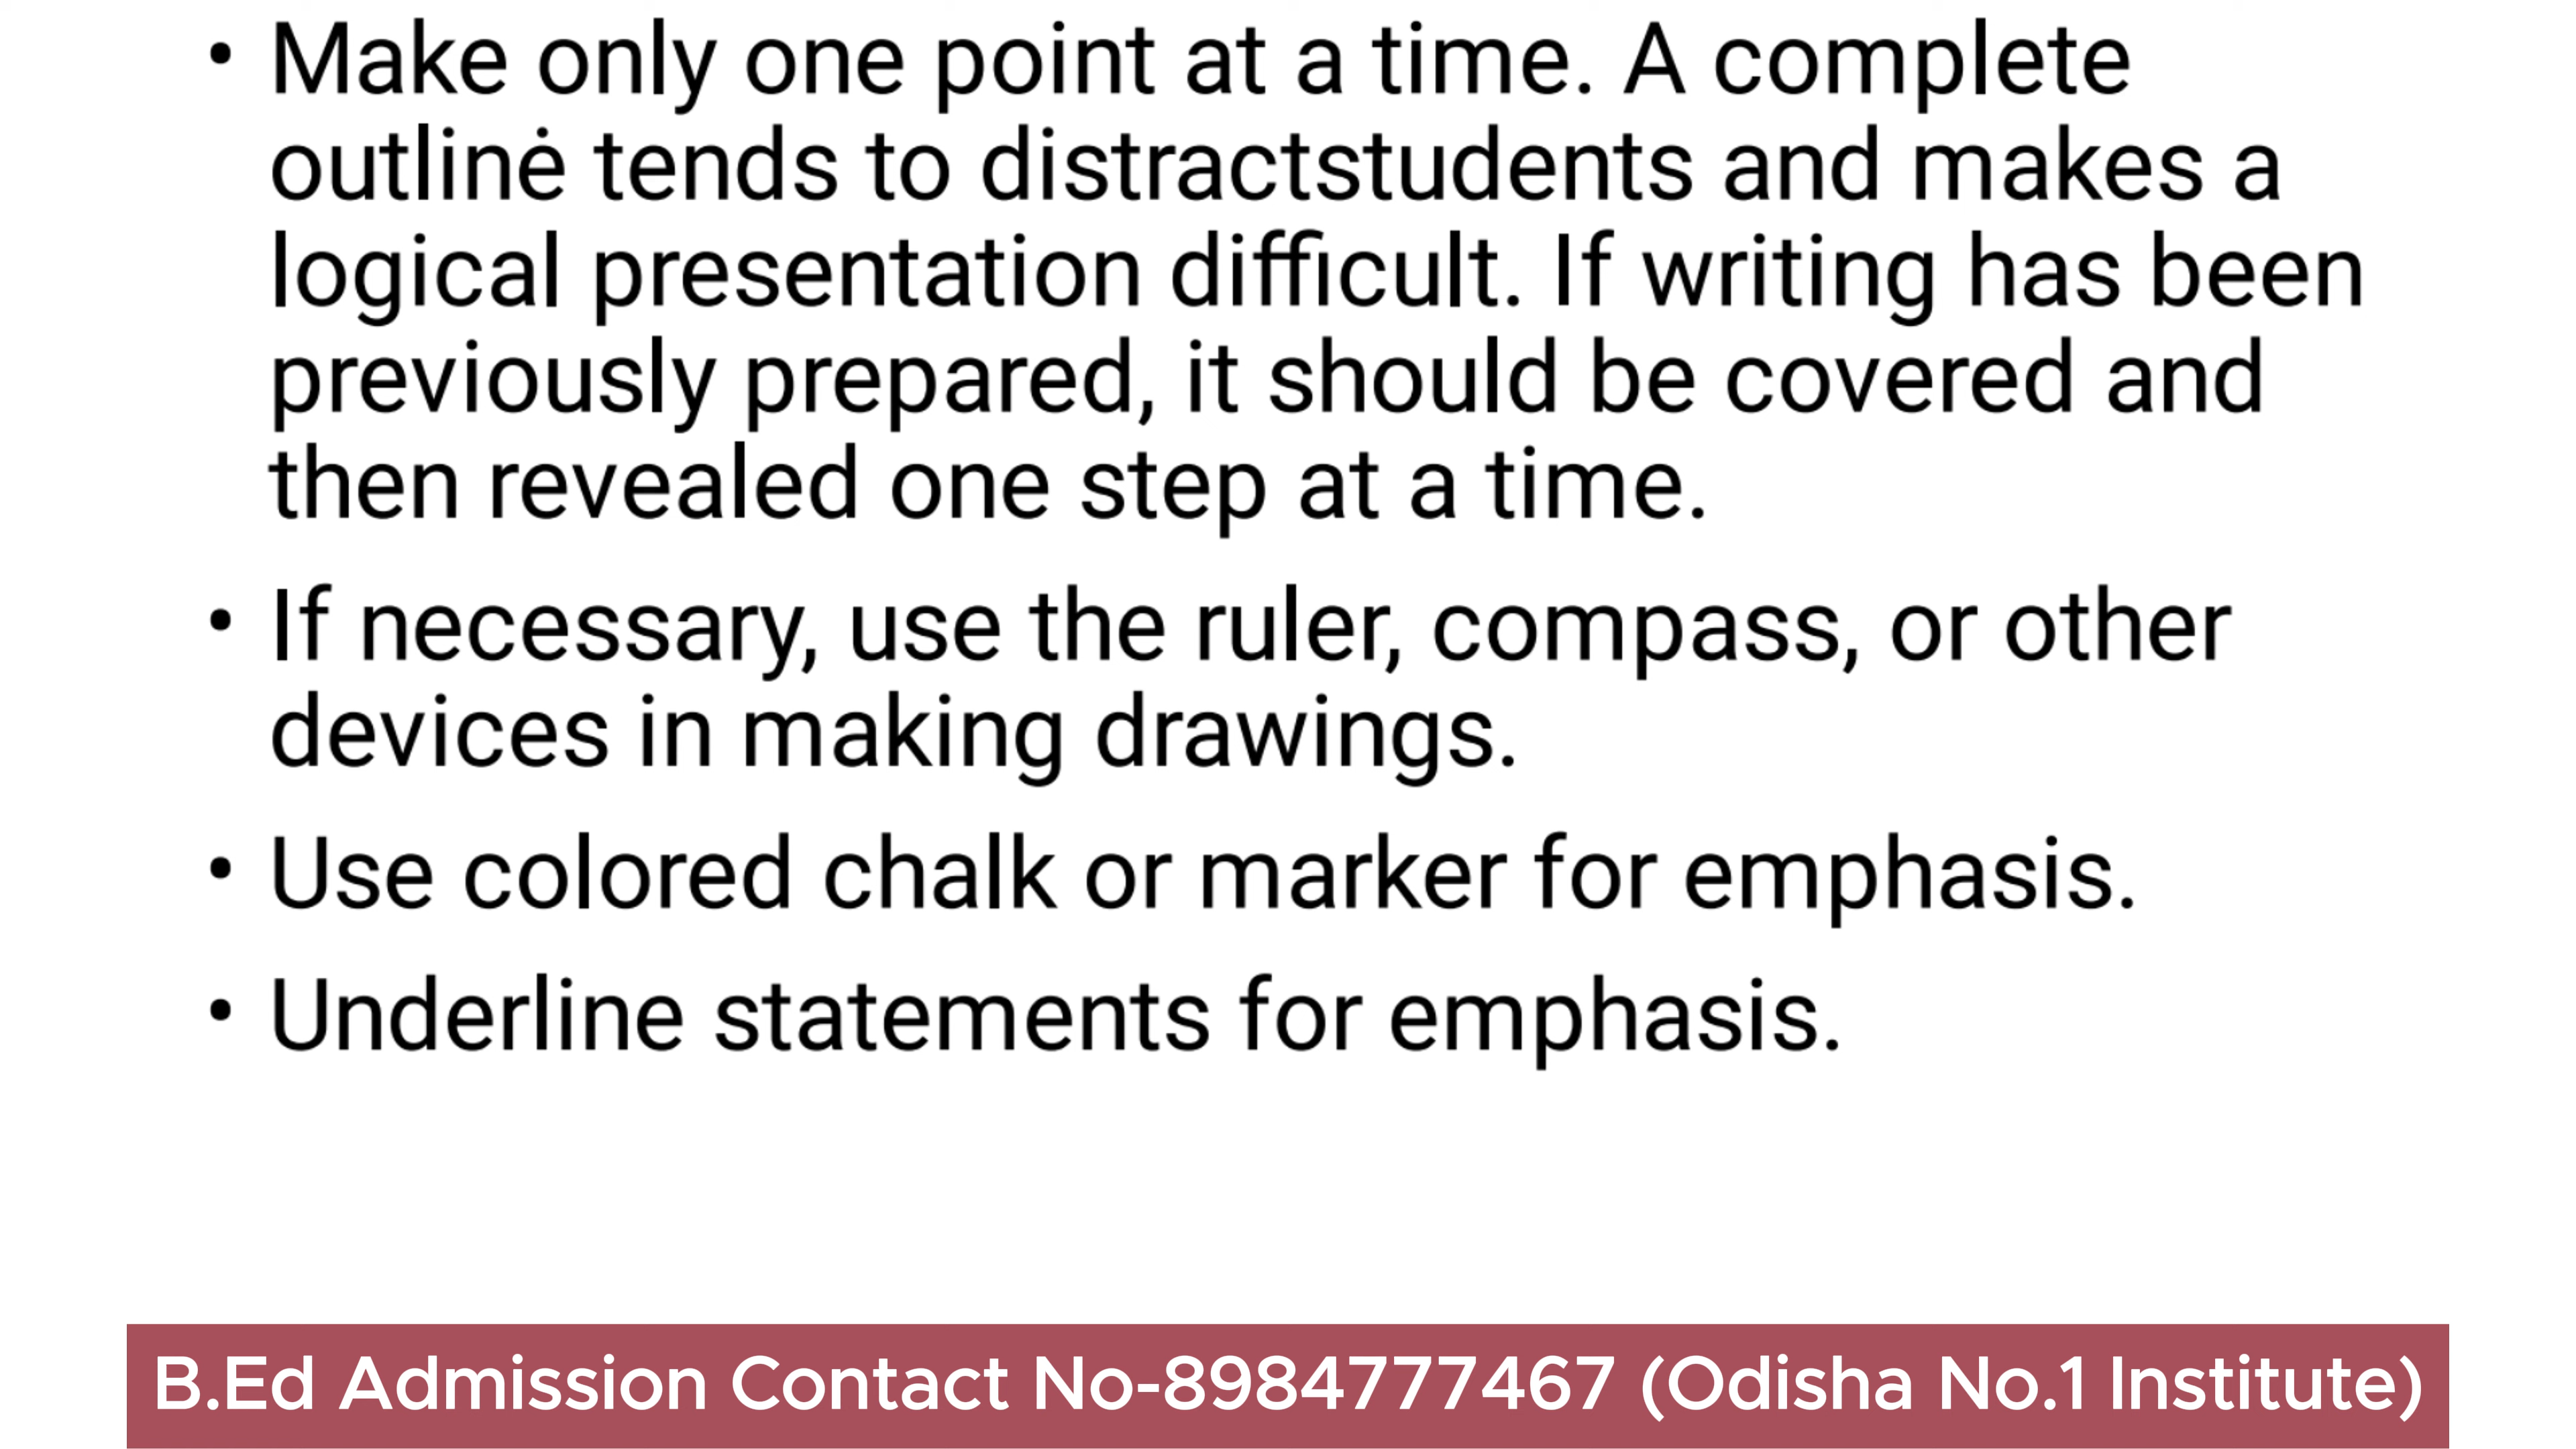 • Make only one point at a time. A complete
outlinė tends to distractstudents and makes a
logical presentation difficult. If writing has been
previously prepared, it should be covered and
then revealed one step at a time.
• If necessary, use the ruler, compass, or other
devices in making drawings.
• Use colored chalk or marker for emphasis.
• Underline statements for emphasis.
B.Ed Admission Contact No-8984777467 (Odisha No.1 Institute)